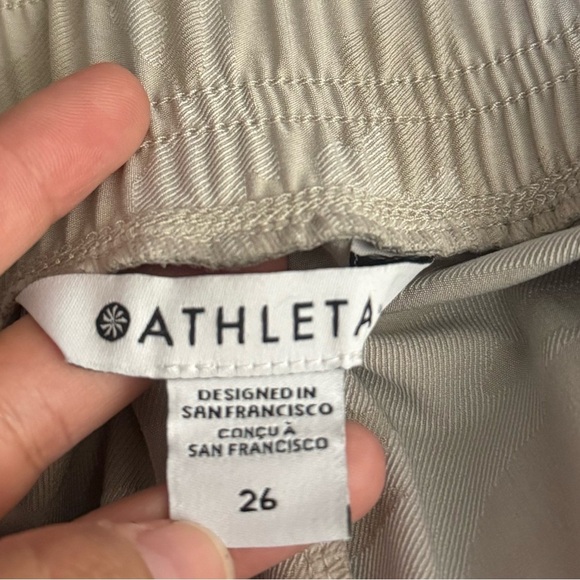 ATHLETA
DESIGNED IN
SAN FRANCISCO
CONÇU À
SAN FRANCISCO
26